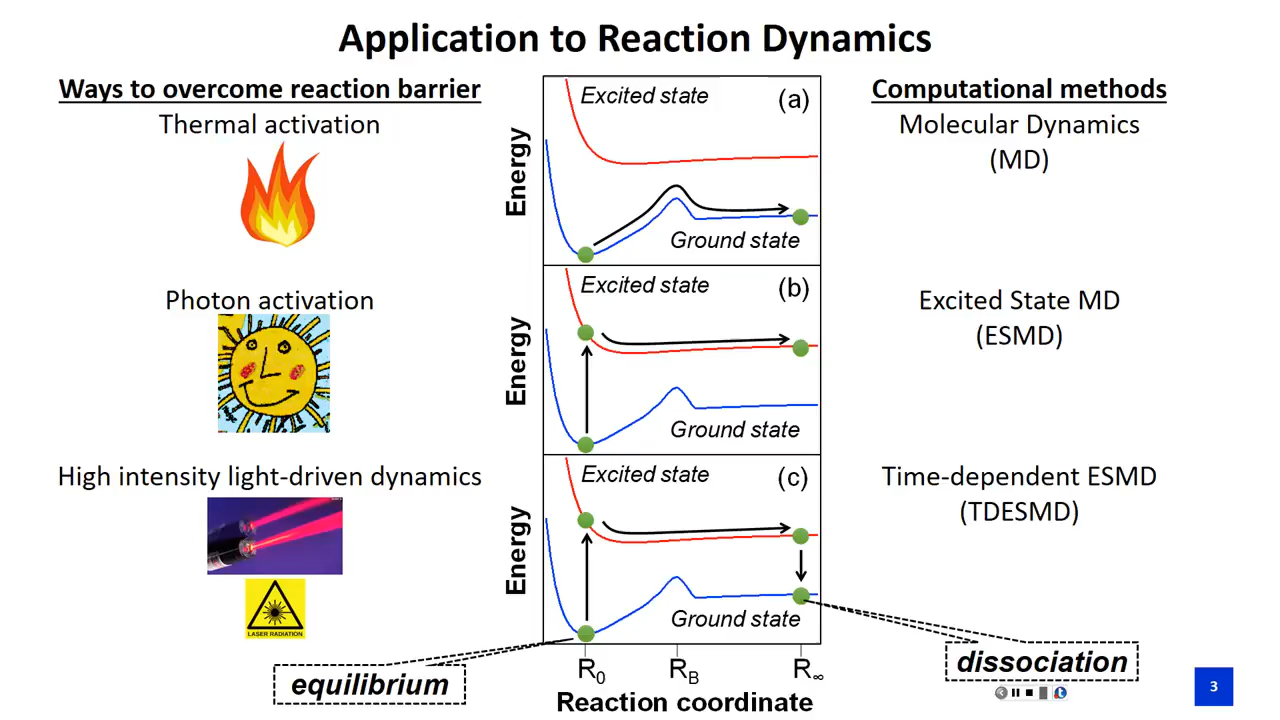 Application to Reaction Dynamics
Ways to overcome reaction barrier
Thermal activation
Photon activation
High intensity light-driven dynamics
LASER RADIATION
Excited state
(a)
Energy
Ground state
Excited state
(b)
Energy
Ground state
Excited state
(c)
Energy
Ground state
R₀ R_B R∞
Reaction coordinate
equilibrium
dissociation
Computational methods
Molecular Dynamics
(MD)
Excited State MD
(ESMD)
Time-dependent ESMD
(TDESMD)
3